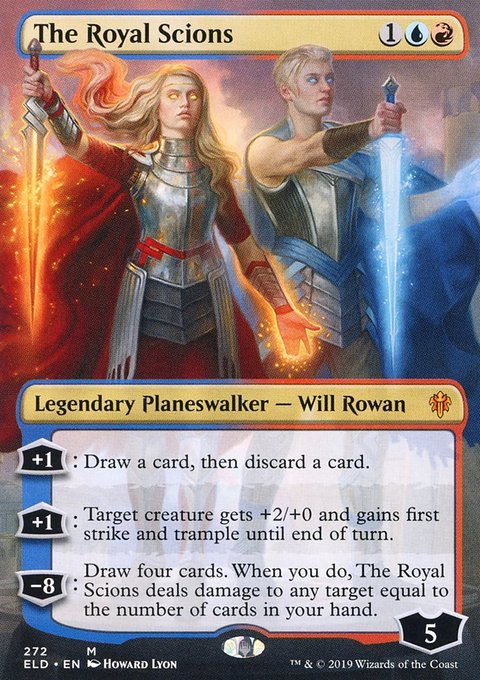 The Royal Scions 1
Legendary Planeswalker — Will Rowan
+1 : Draw a card, then discard a card.
+1 : Target creature gets +2/+0 and gains first
strike and trample until end of turn.
-8 : Draw four cards. When you do, The Royal
Scions deals damage to any target equal to
the number of cards in your hand.
5
272 M
ELD • EN Howard Lyon
™ & © 2019 Wizards of the Coast